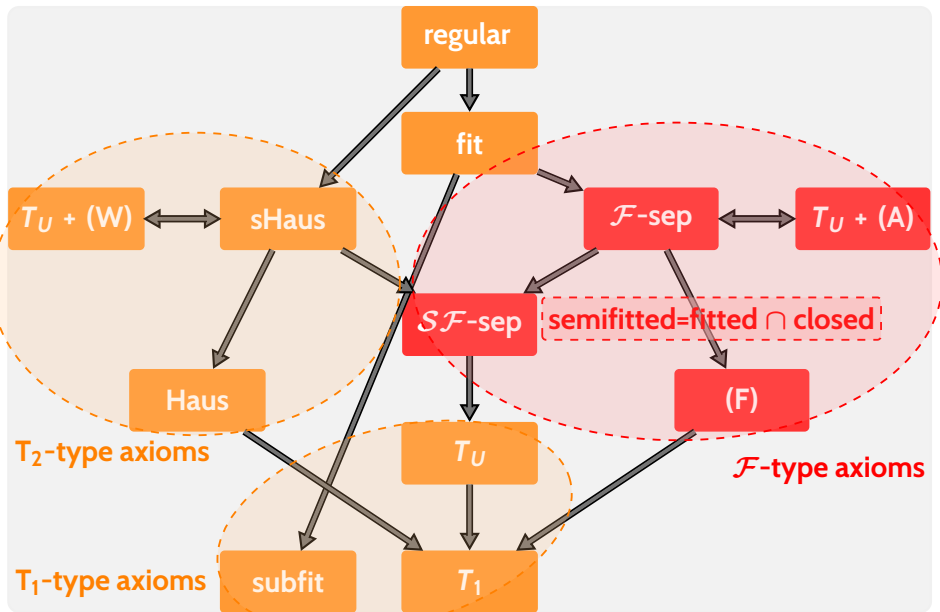 regular
fit
T_U + (W)
sHaus
ℱ-sep
T_U + (A)
𝒮ℱ-sep
semifitted=fitted ∩ closed
Haus
(F)
T₂-type axioms
T_U
ℱ-type axioms
T₁-type axioms
subfit
T₁